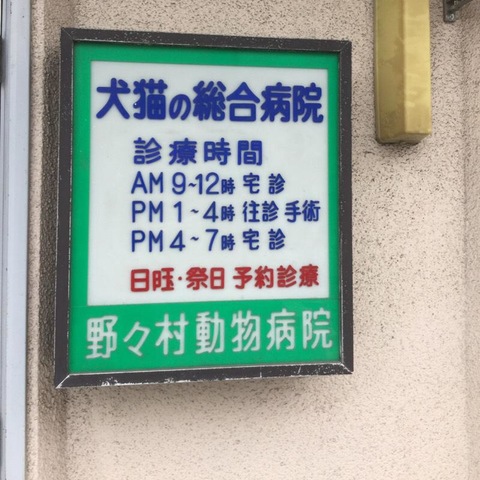 犬猫の総合病院
診療時間
AM 9~12時 宅診
PM 1~4時 往診 手術
PM 4~7時 宅診
日旺·祭日 予約診療
野々村動物病院